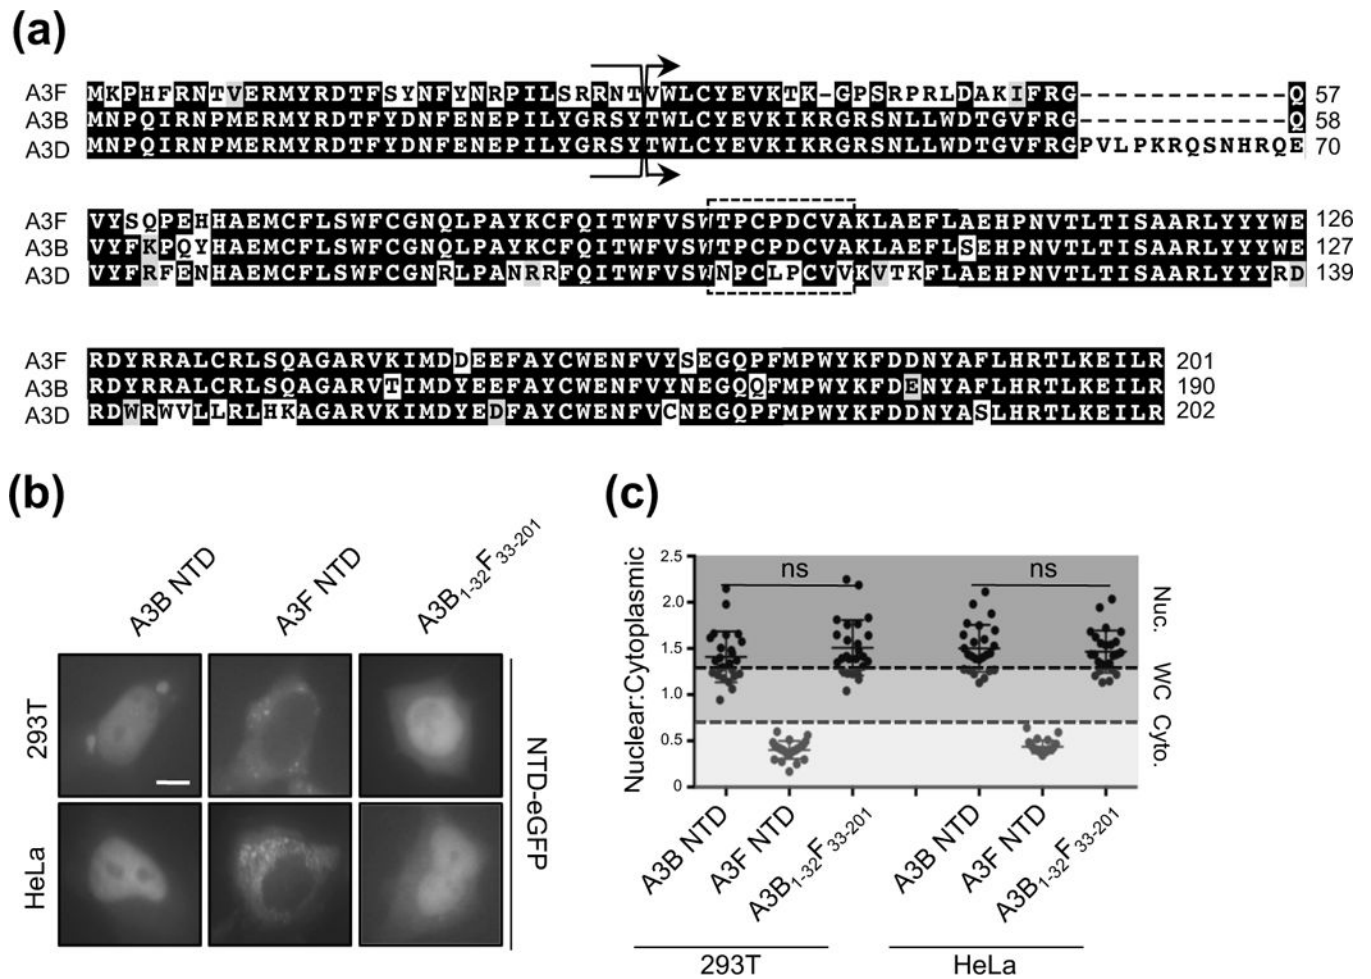 (a)
A3F MKPHFRNTVERMYRDTFSYNFYNRPILSRRNTVWLCYEVKTK-GPSRPRLDAKIFRG------------Q 57
A3B MNPQIRNPMERMYRDTFYDNFENEPILYGRSYTWLCYEVKIKRGRSNLLWDTGVFRG------------Q 58
A3D MNPQIRNPMERMYRDTFYDNFENEPILYGRSYTWLCYEVKIKRGRSNLLWDTGVFRGPVLPKRQSNHRQE 70
A3F VYSQPEHHAEMCFLSWFCGNQLPAYKCFQITWFVSWTPCPDCVAKLAEFLAEHPNVTLTISAARLYYYWE 126
A3B VYFKPQYHAEMCFLSWFCGNQLPAYKCFQITWFVSWTPCPDCVAKLAEFLSEHPNVTLTISAARLYYYWE 127
A3D VYFRFENHAEMCFLSWFCGNRLPANRRFQITWFVSWNPCLPCVVKVTKFLAEHPNVTLTISAARLYYYRD 139
A3F RDYRRALCRLSQAGARVKIMDDEEFAYCWENFVYSEGQPFMPWYKFDDNYAFLHRTLKEILR 201
A3B RDYRRALCRLSQAGARVTIMDYEEFAYCWENFVYNEGQQFMPWYKFDENYAFLHRTLKEILR 190
A3D RDWRWVLLRLHKAGARVKIMDYEDFAYCWENFVCNEGQPFMPWYKFDDNYASLHRTLKEILR 202
(b)
A3B NTD
A3F NTD
A3B1-32F33-201
293T
HeLa
NTD-eGFP
(c)
Nuclear:Cytoplasmic
2.5
2.0
1.5
1.0
0.5
0
ns
ns
Nuc.
WC
Cyto.
A3B NTD
A3F NTD
A3B1-32F33-201
A3B NTD
A3F NTD
A3B1-32F33-201
293T
HeLa